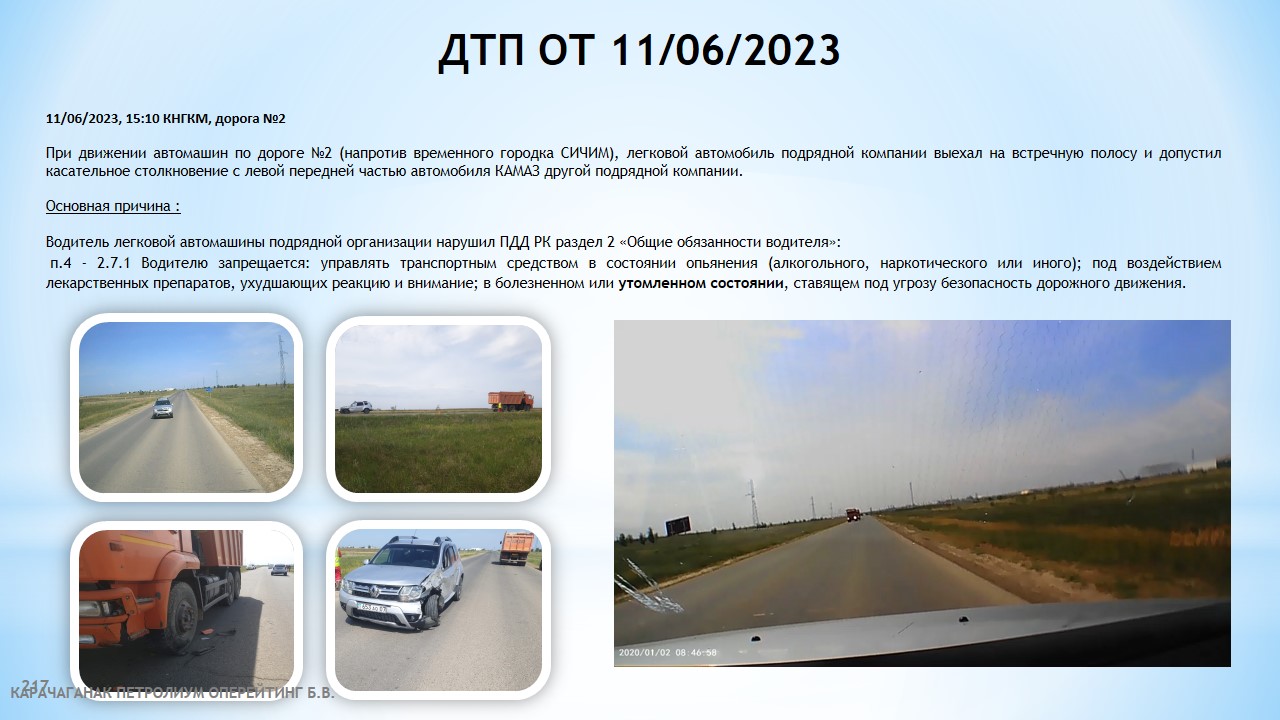 ДТП ОТ 11/06/2023
11/06/2023, 15:10 КНГКМ, дорога №2
При движении автомашин по дороге №2 (напротив временного городка СИЧИМ), легковой автомобиль подрядной компании выехал на встречную полосу и допустил
касательное столкновение с левой передней частью автомобиля КАМАЗ другой подрядной компании.
Основная причина :
Водитель легковой автомашины подрядной организации нарушил ПДД РК раздел 2 «Общие обязанности водителя»:
п.4 - 2.7.1 Водителю запрещается: управлять транспортным средством в состоянии опьянения (алкогольного, наркотического или иного); под воздействием
лекарственных препаратов, ухудшающих реакцию и внимание; в болезненном или утомленном состоянии, ставящем под угрозу безопасность дорожного движения.
2020/01/02 08:46:58
217
КАРАЧАГАНАК ПЕТРОЛИУМ ОПЕРЕЙТИНГ Б.В.